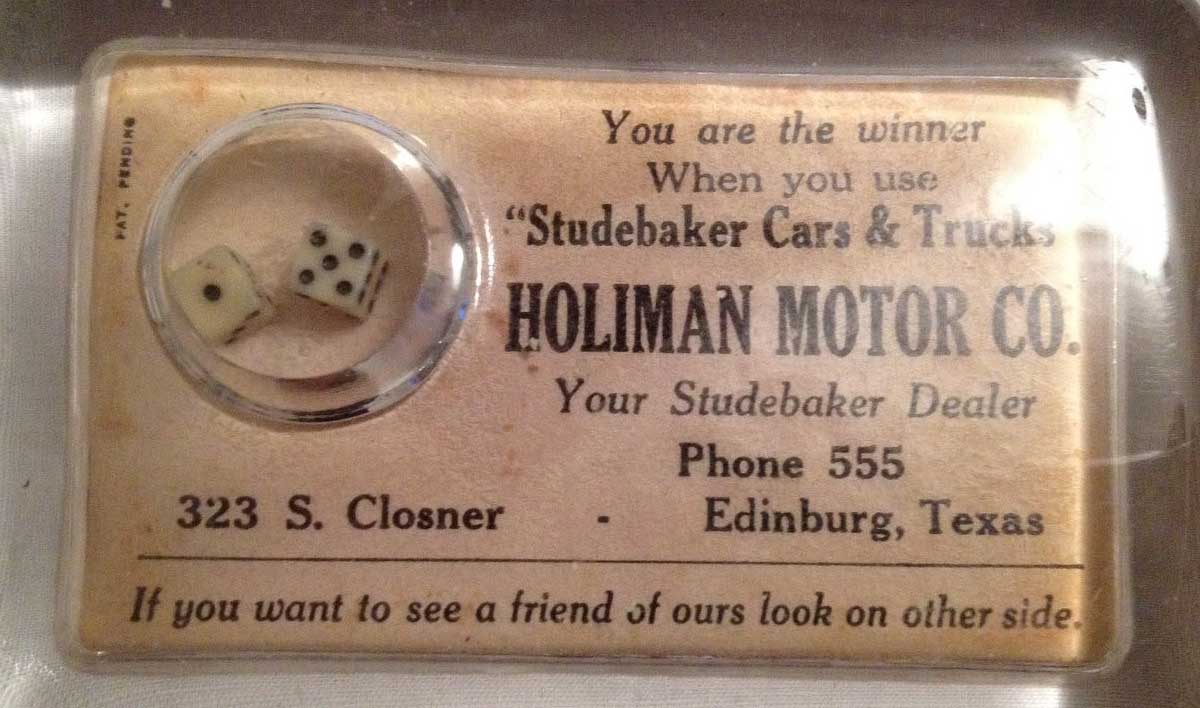 PAT. PENDING
You are the winner
When you use
"Studebaker Cars & Trucks
HOLIMAN MOTOR CO.
Your Studebaker Dealer
Phone 555
323 S. Closner - Edinburg, Texas
If you want to see a friend of ours look on other side.